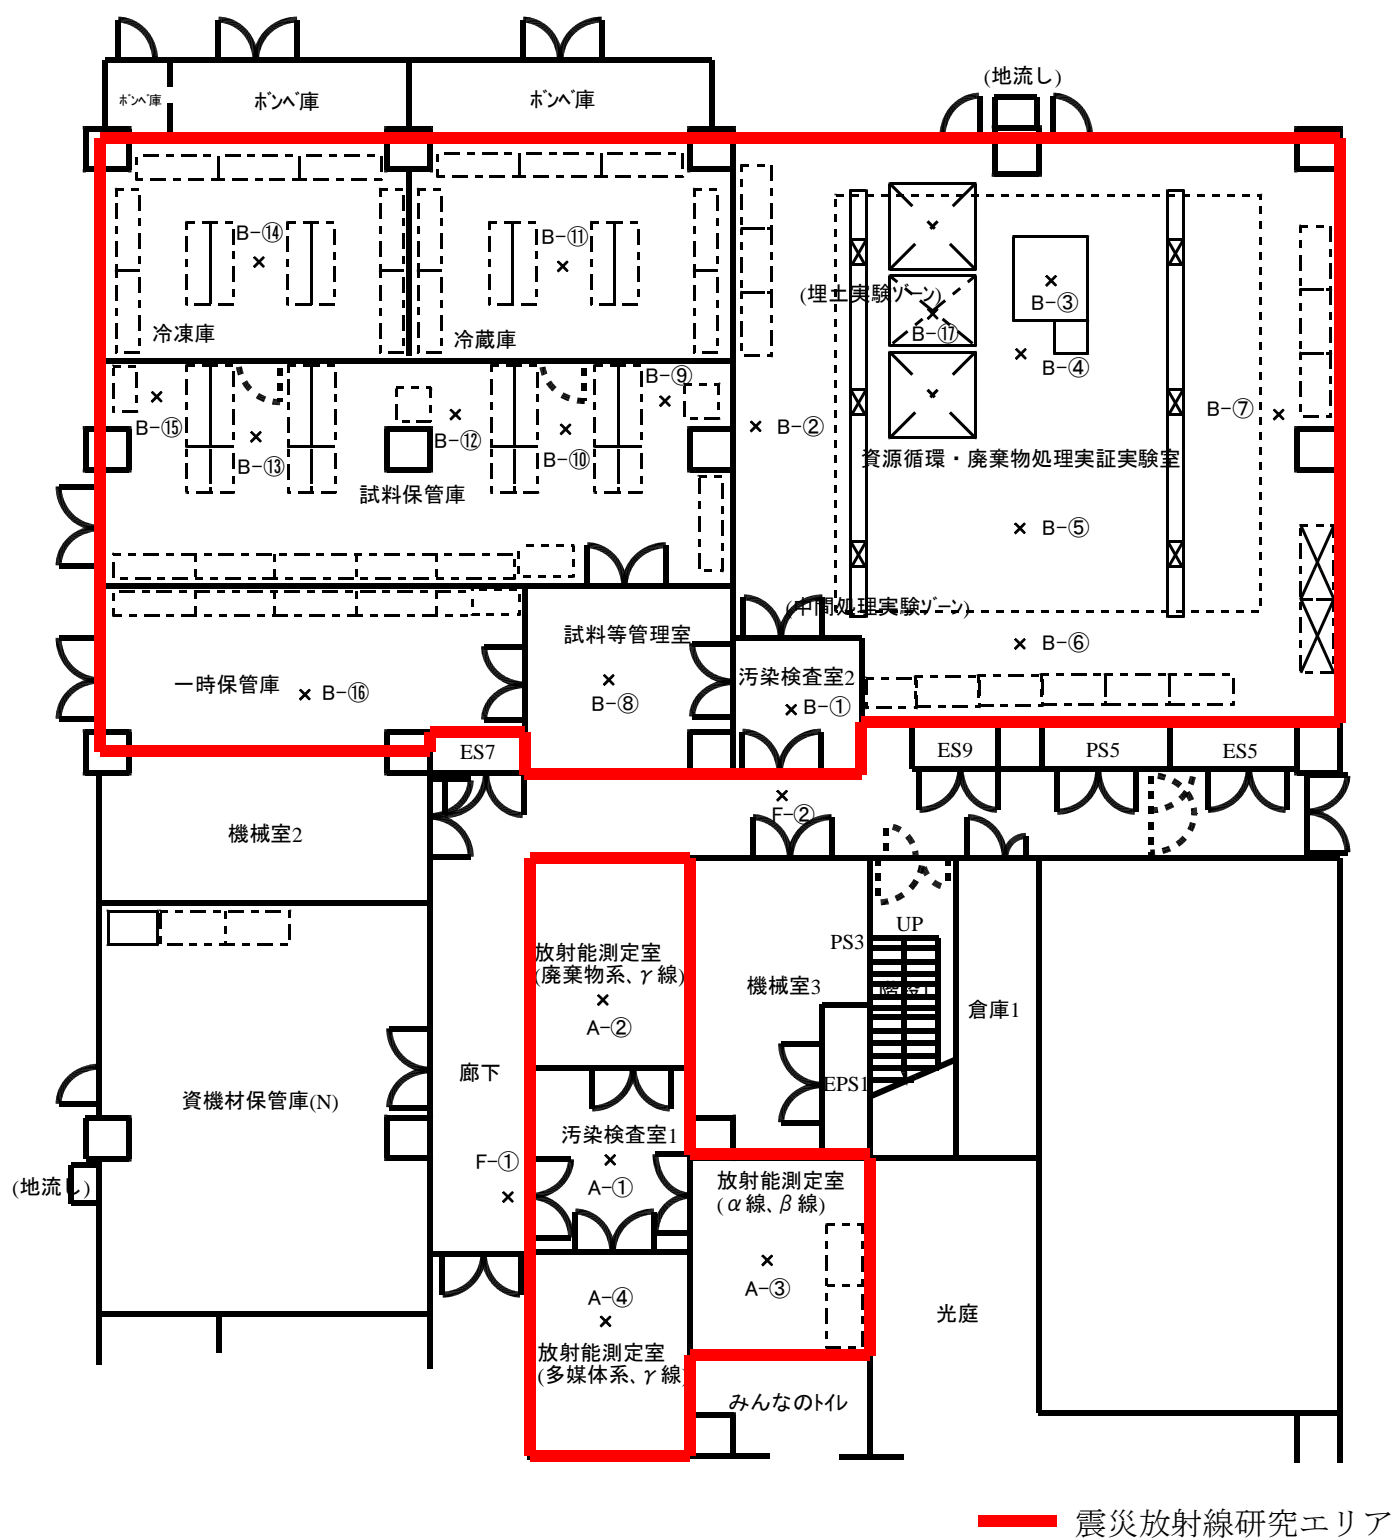 (地流し)
ボンベ庫
ボンベ庫
ボンベ庫
B-⑭
B-⑪
B-③
(埋土実験ゾーン)
B-⑰
冷凍庫
冷蔵庫
B-④
B-⑨
B-⑦
B-⑮
B-⑫
B-②
B-⑬
B-⑩
資源循環・廃棄物処理実証実験室
試料保管庫
B-⑤
(中間処理実験ゾーン)
試料等管理室
B-⑥
一時保管庫
B-⑯
B-⑧
汚染検査室2
B-①
ES7
ES9
PS5
ES5
F-②
機械室2
UP
PS3
放射能測定室
(廃棄物系、γ線)
A-②
機械室3
階段1
倉庫1
廊下
EPS1
資機材保管庫(N)
汚染検査室1
F-①
A-①
(地流し)
放射能測定室
(α線、β線)
A-③
A-④
光庭
放射能測定室
(多媒体系、γ線)
みんなのトイレ
震災放射線研究エリア